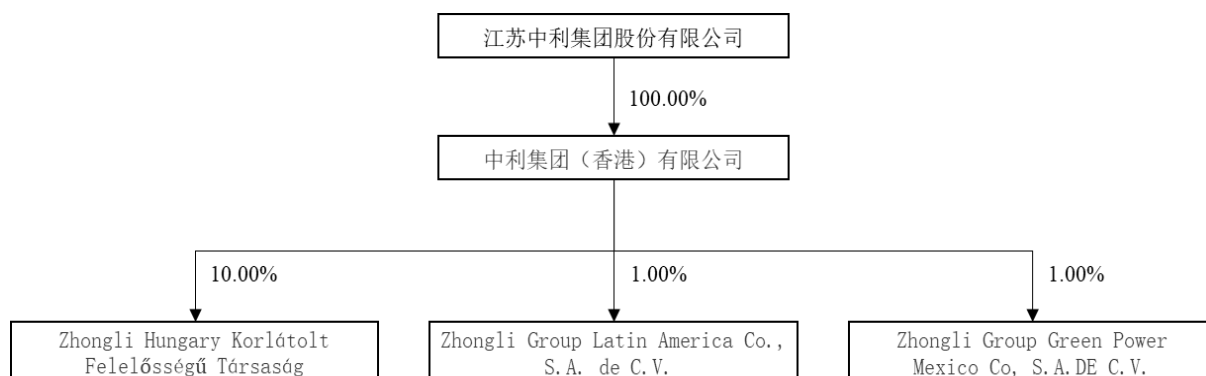 江苏中利集团股份有限公司
100.00%
中利集团（香港）有限公司
10.00%
1.00%
1.00%
Zhongli Hungary Korlátolt
Felelősségű Társaság
Zhongli Group Latin America Co.,
S.A. de C.V.
Zhongli Group Green Power
Mexico Co, S.A.DE C.V.